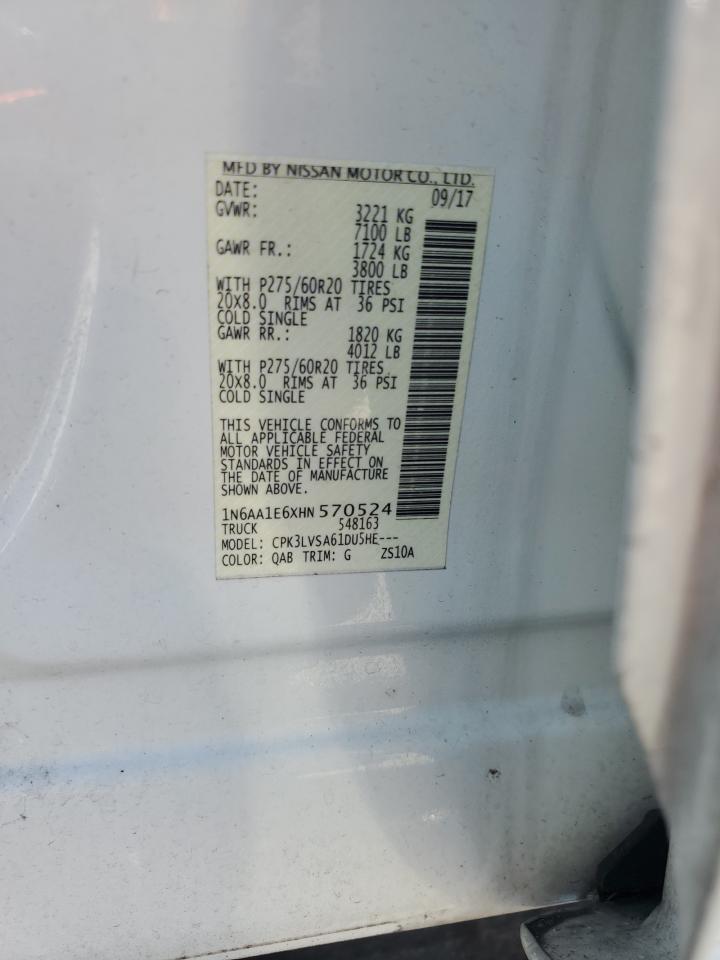 MFD BY NISSAN MOTOR CO., LTD.
DATE: 09/17
GVWR: 3221 KG
7100 LB
GAWR FR.: 1724 KG
3800 LB
WITH P275/60R20 TIRES
20X8.0 RIMS AT 36 PSI
COLD SINGLE
GAWR RR.: 1820 KG
4012 LB
WITH P275/60R20 TIRES
20X8.0 RIMS AT 36 PSI
COLD SINGLE
THIS VEHICLE CONFORMS TO
ALL APPLICABLE FEDERAL
MOTOR VEHICLE SAFETY
STANDARDS IN EFFECT ON
THE DATE OF MANUFACTURE
SHOWN ABOVE.
1N6AA1E6XHN570524
TRUCK 548163
MODEL: CPK3LVSA61DU5HE---
COLOR: QAB TRIM: G ZS10A